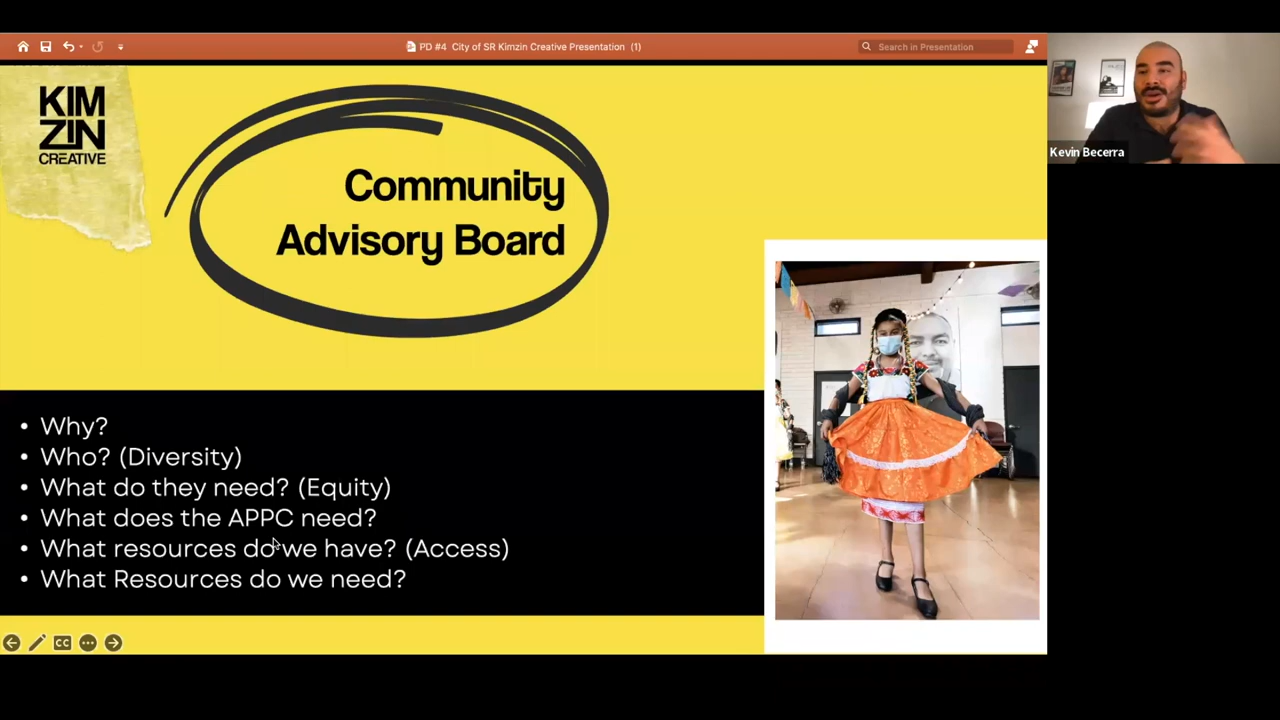 PD #4 City of SR Kimzin Creative Presentation (1)
Search in Presentation
KIM
ZIN
CREATIVE
Community
Advisory Board
Kevin Becerra
• Why?
• Who? (Diversity)
• What do they need? (Equity)
• What does the APPC need?
• What resources do we have? (Access)
• What Resources do we need?
CC